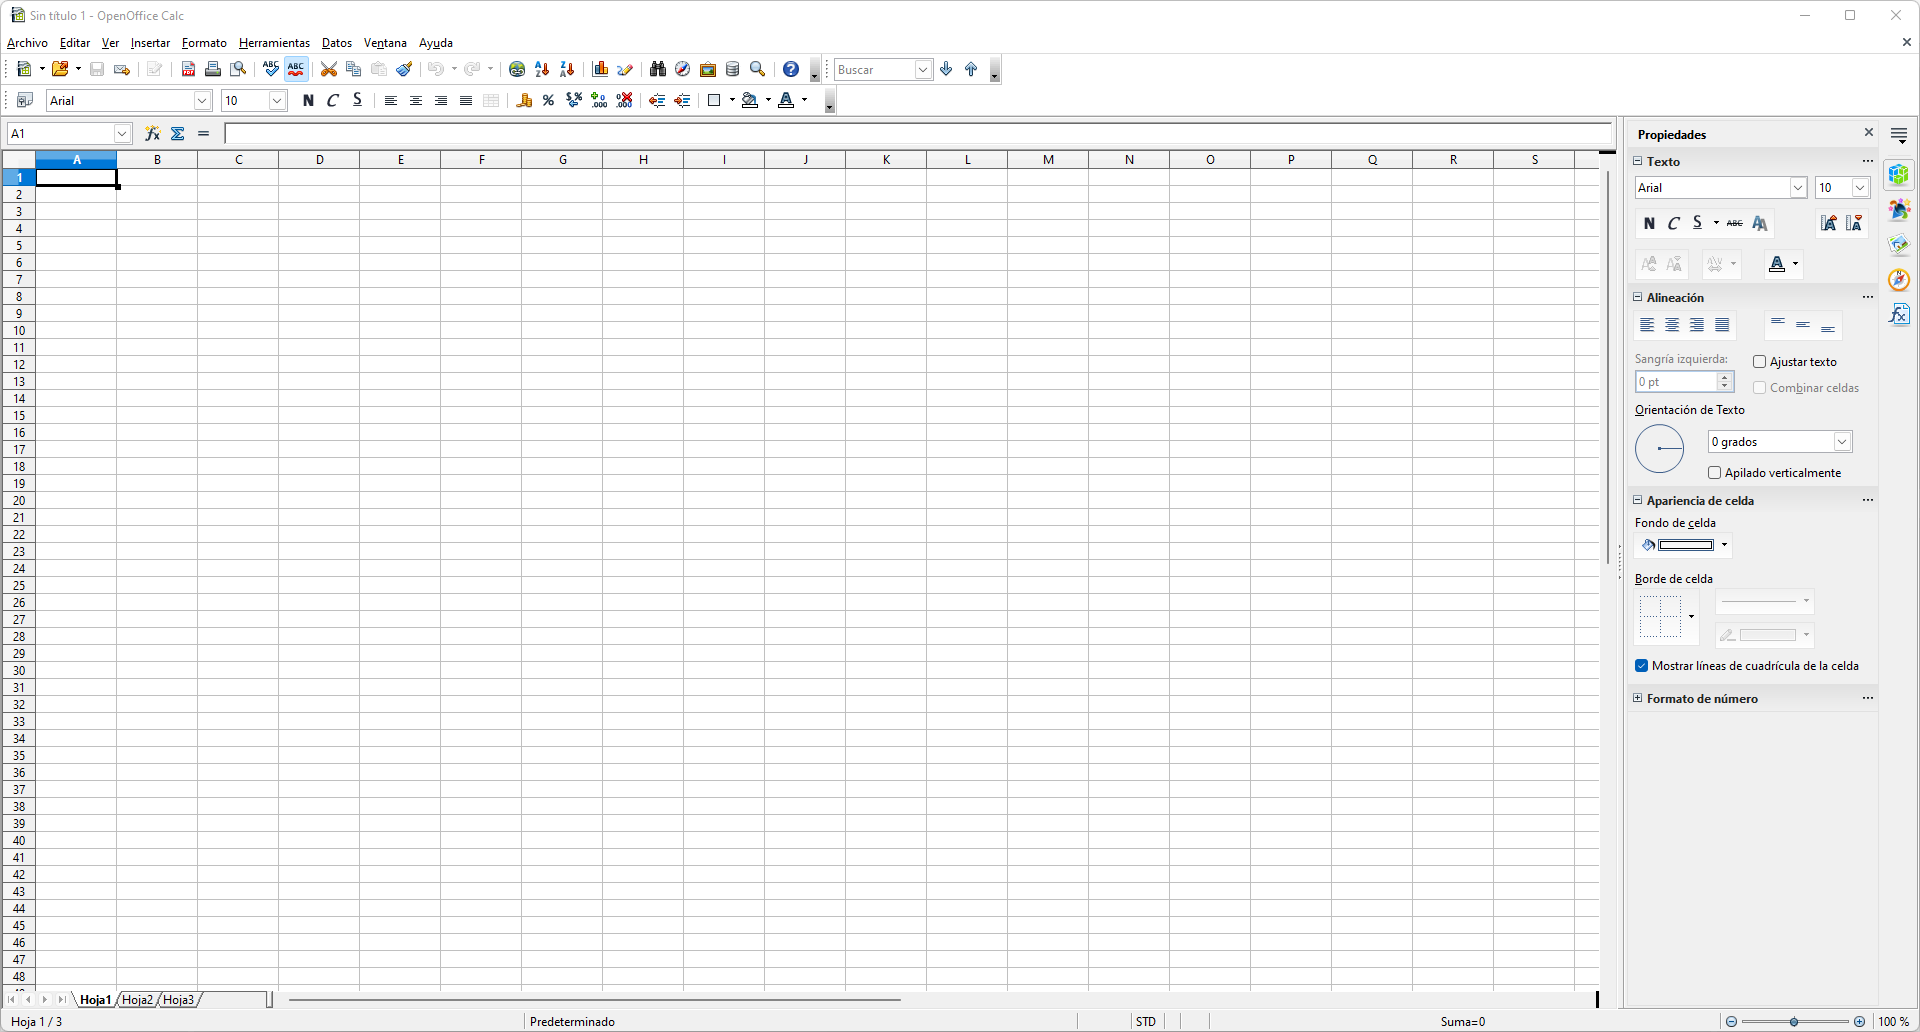 Sin título 1 - OpenOffice Calc
Archivo Editar Ver Insertar Formato Herramientas Datos Ventana Ayuda
Buscar
Arial 10 N C S
A1
A B C D E F G H I J K L M N O P Q R S
1
2
3
4
5
6
7
8
9
10
11
12
13
14
15
16
17
18
19
20
21
22
23
24
25
26
27
28
29
30
31
32
33
34
35
36
37
38
39
40
41
42
43
44
45
46
47
48
Propiedades
Texto
Arial 10
N C S ABC
Alineación
Sangría izquierda:
Ajustar texto
0 pt
Combinar celdas
Orientación de Texto
0 grados
Apilado verticalmente
Apariencia de celda
Fondo de celda
Borde de celda
Mostrar líneas de cuadrícula de la celda
Formato de número
Hoja1 Hoja2 Hoja3
Hoja 1 / 3 Predeterminado STD Suma=0 100 %